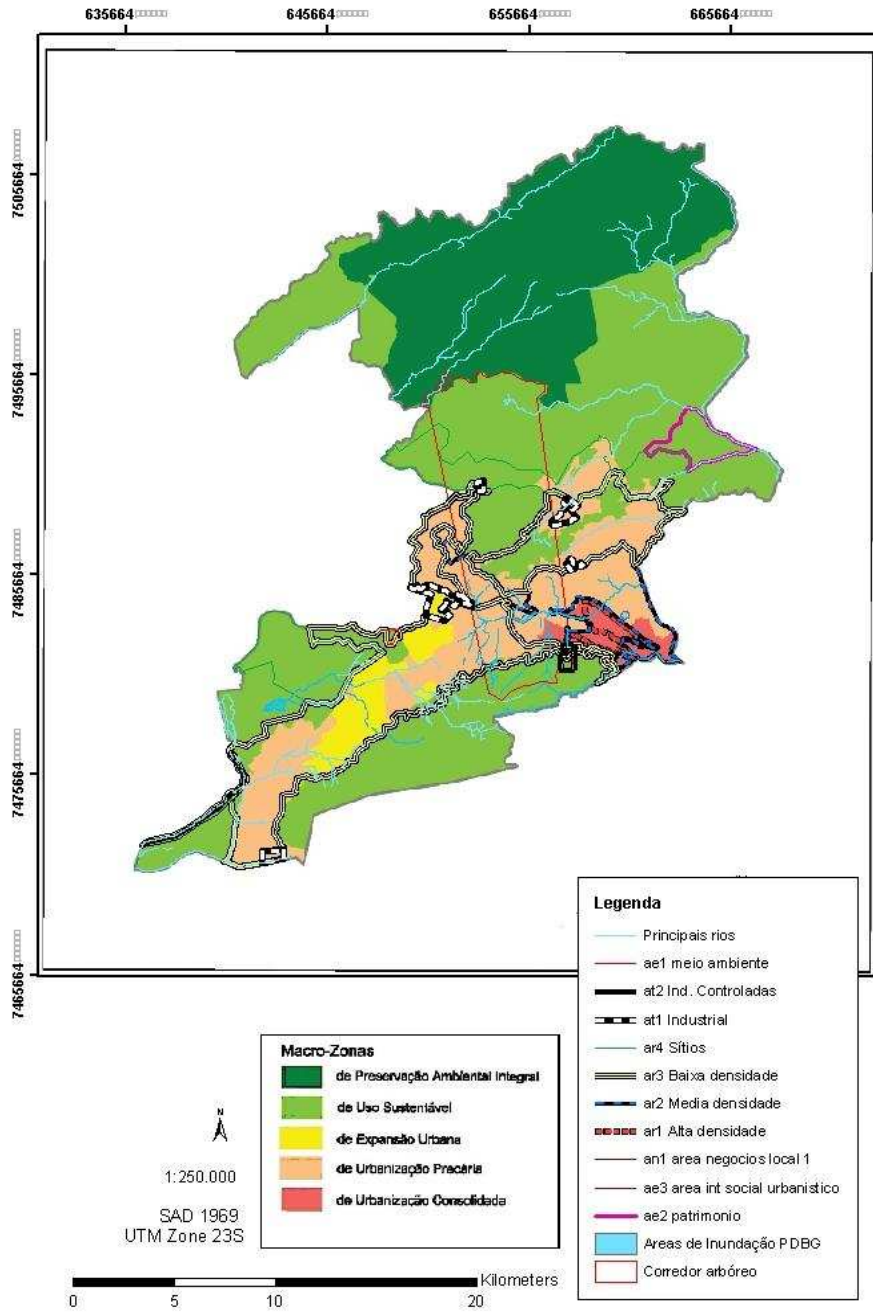 635664
645664
655664
665664
7505664
7495664
7485664
7475664
7465664
Legenda
Principais rios
ae1 meio ambiente
at2 Ind. Controladas
at1 Industrial
ar4 Sítios
ar3 Baixa densidade
ar2 Media densidade
ar1 Alta densidade
an1 area negocios local 1
ae3 area int social urbanistico
ae2 patrimonio
Areas de Inundação PDBG
Corredor arbóreo
Macro-Zonas
de Preservação Ambiental Integral
de Uso Sustentável
de Expansão Urbana
de Urbanização Precária
de Urbanização Consolidada
N
1:250.000
SAD 1969
UTM Zone 23S
Kilometers
0 5 10 20